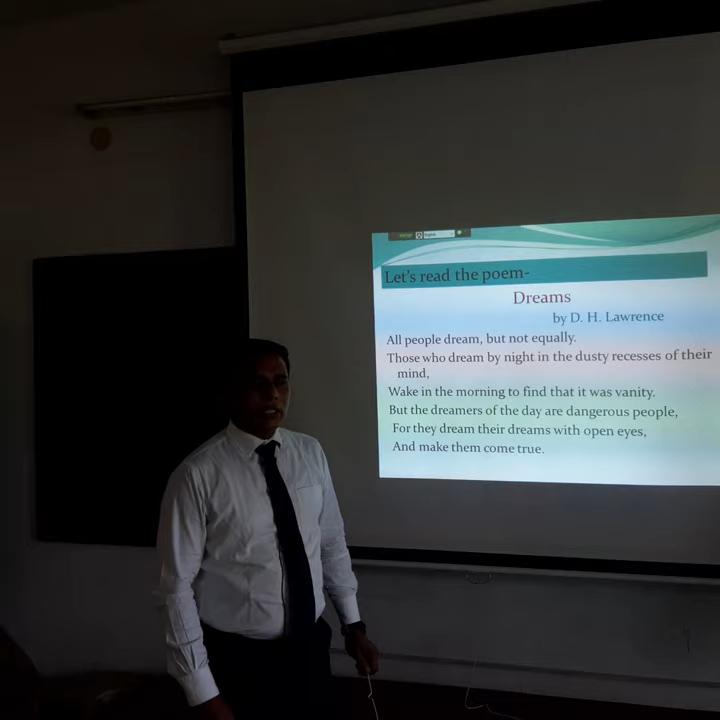 English
Let's read the poem-
Dreams
by D. H. Lawrence
All people dream, but not equally.
Those who dream by night in the dusty recesses of their
mind,
Wake in the morning to find that it was vanity.
But the dreamers of the day are dangerous people,
For they dream their dreams with open eyes,
And make them come true.